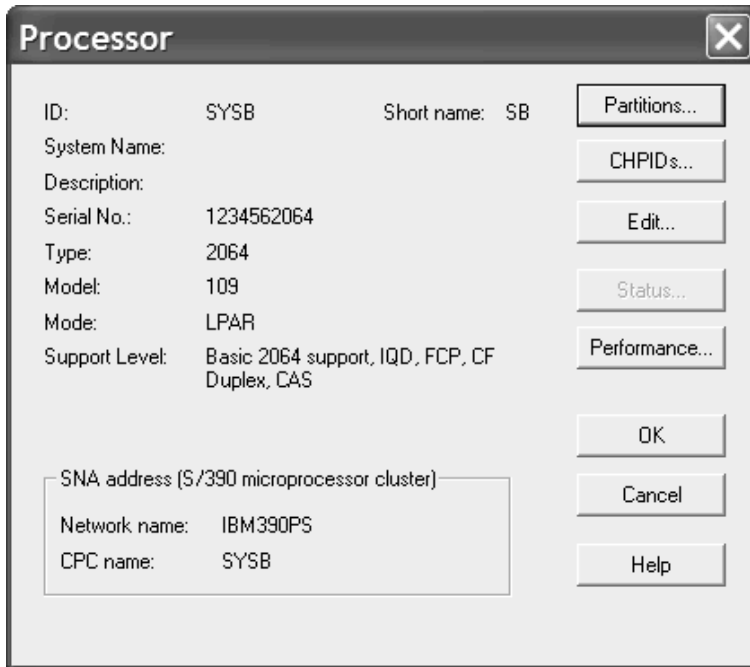 Processor
ID: SYSB Short name: SB
System Name:
Description:
Serial No.: 1234562064
Type: 2064
Model: 109
Mode: LPAR
Support Level: Basic 2064 support, IQD, FCP, CF
Duplex, CAS
SNA address (S/390 microprocessor cluster)
Network name: IBM390PS
CPC name: SYSB
Partitions...
CHPIDs...
Edit...
Status...
Performance...
OK
Cancel
Help